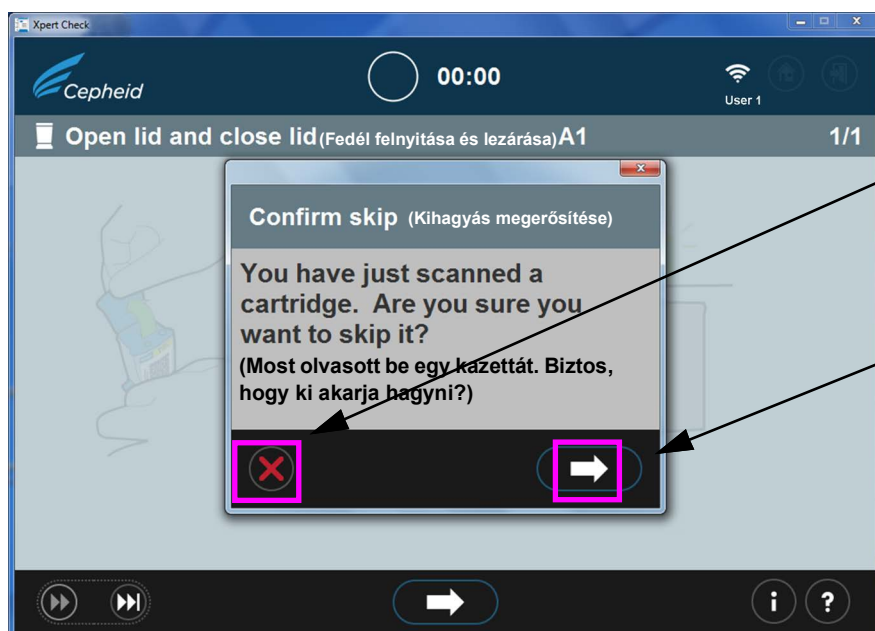 Xpert Check
Cepheid
00:00
User 1
Open lid and close lid (Fedél felnyitása és lezárása) A1 1/1
Confirm skip (Kihagyás megerősítése)
You have just scanned a
cartridge. Are you sure you
want to skip it?
(Most olvasott be egy kazettát. Biztos,
hogy ki akarja hagyni?)
i ?